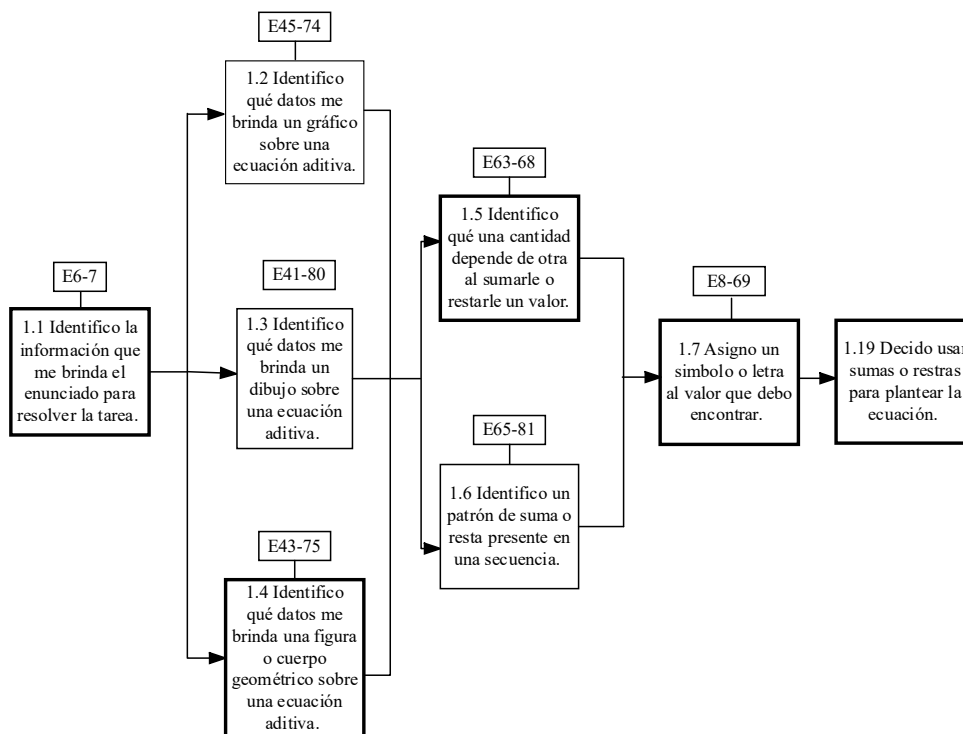 E45-74
1.2 Identifico
qué datos me
brinda un gráfico
sobre una
ecuación aditiva.
E63-68
1.5 Identifico
qué una cantidad
depende de otra
al sumarle o
restarle un valor.
E6-7
1.1 Identifico la
información que
me brinda el
enunciado para
resolver la tarea.
E41-80
1.3 Identifico
qué datos me
brinda un
dibujo sobre
una ecuación
aditiva.
E8-69
1.7 Asigno un
simbolo o letra
al valor que debo
encontrar.
1.19 Decido usar
sumas o restras
para plantear la
ecuación.
E65-81
1.6 Identifico un
patrón de suma o
resta presente en
una secuencia.
E43-75
1.4 Identifico
qué datos me
brinda una figura
o cuerpo
geométrico sobre
una ecuación
aditiva.